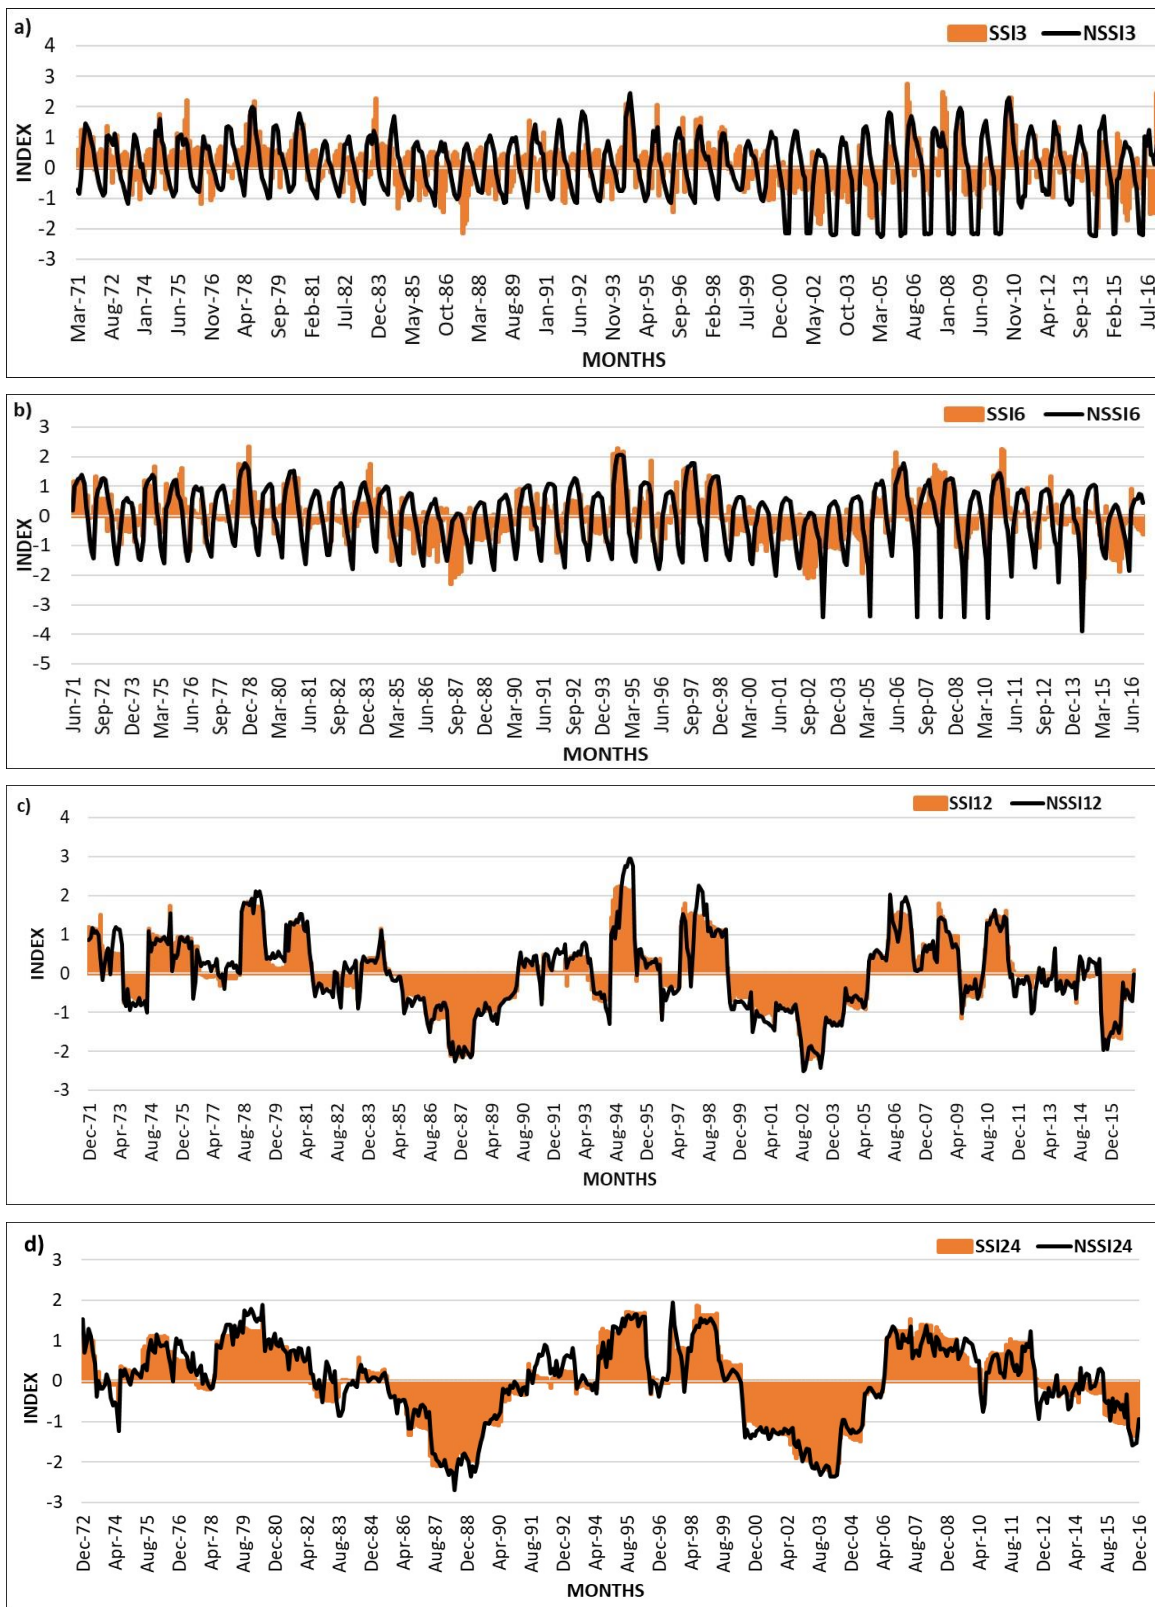 a)
SSI3 NSSI3
4
3
2
1
0
-1
-2
-3
INDEX
Mar-71 Aug-72 Jan-74 Jun-75 Nov-76 Apr-78 Sep-79 Feb-81 Jul-82 Dec-83 May-85 Oct-86 Mar-88 Aug-89 Jan-91 Jun-92 Nov-93 Apr-95 Sep-96 Feb-98 Jul-99 Dec-00 May-02 Oct-03 Mar-05 Aug-06 Jan-08 Jun-09 Nov-10 Apr-12 Sep-13 Feb-15 Jul-16
MONTHS
b)
SSI6 NSSI6
3
2
1
0
-1
-2
-3
-4
-5
INDEX
Jun-71 Sep-72 Dec-73 Mar-75 Jun-76 Sep-77 Dec-78 Mar-80 Jun-81 Sep-82 Dec-83 Mar-85 Jun-86 Sep-87 Dec-88 Mar-90 Jun-91 Sep-92 Dec-93 Mar-95 Jun-96 Sep-97 Dec-98 Mar-00 Jun-01 Sep-02 Dec-03 Mar-05 Jun-06 Sep-07 Dec-08 Mar-10 Jun-11 Sep-12 Dec-13 Mar-15 Jun-16
MONTHS
c)
SSI12 NSSI12
4
3
2
1
0
-1
-2
-3
INDEX
Dec-71 Apr-73 Aug-74 Dec-75 Apr-77 Aug-78 Dec-79 Apr-81 Aug-82 Dec-83 Apr-85 Aug-86 Dec-87 Apr-89 Aug-90 Dec-91 Apr-93 Aug-94 Dec-95 Apr-97 Aug-98 Dec-99 Apr-01 Aug-02 Dec-03 Apr-05 Aug-06 Dec-07 Apr-09 Aug-10 Dec-11 Apr-13 Aug-14 Dec-15
MONTHS
d)
SSI24 NSSI24
3
2
1
0
-1
-2
-3
INDEX
Dec-72 Apr-74 Aug-75 Dec-76 Apr-78 Aug-79 Dec-80 Apr-82 Aug-83 Dec-84 Apr-86 Aug-87 Dec-88 Apr-90 Aug-91 Dec-92 Apr-94 Aug-95 Dec-96 Apr-98 Aug-99 Dec-00 Apr-02 Aug-03 Dec-04 Apr-06 Aug-07 Dec-08 Apr-10 Aug-11 Dec-12 Apr-14 Aug-15 Dec-16
MONTHS